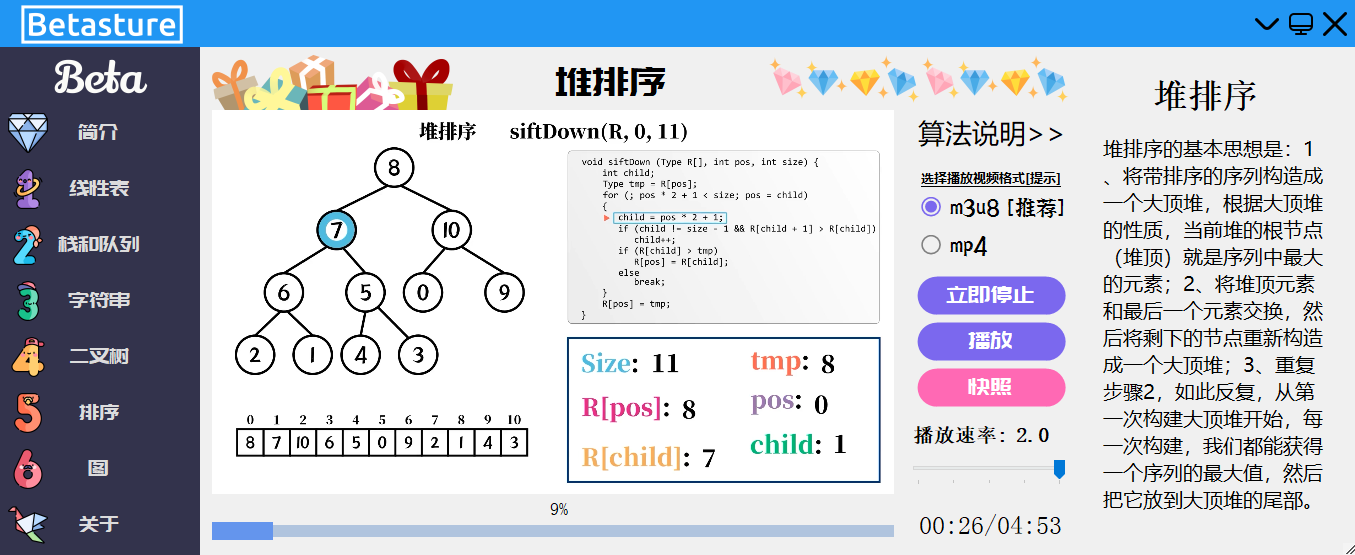 Betasture
Beta
简介
线性表
栈和队列
字符串
二叉树
排序
图
关于
堆排序
堆排序 siftDown(R, 0, 11)
8
7 10
6 5 0 9
2 1 4 3
0 1 2 3 4 5 6 7 8 9 10
8 7 10 6 5 0 9 2 1 4 3
void siftDown (Type R[], int pos, int size) {
int child;
Type tmp = R[pos];
for (; pos * 2 + 1 < size; pos = child)
{
child = pos * 2 + 1;
if (child != size - 1 && R[child + 1] > R[child])
child++;
if (R[child] > tmp)
R[pos] = R[child];
else
break;
}
R[pos] = tmp;
}
Size: 11 tmp: 8
R[pos]: 8 pos: 0
R[child]: 7 child: 1
9%
算法说明>>
选择播放视频格式[提示]
m3u8 [推荐]
mp4
立即停止
播放
快照
播放速率: 2.0
00:26/04:53
堆排序
堆排序的基本思想是：1
、将带排序的序列构造成
一个大顶堆，根据大顶堆
的性质，当前堆的根节点
（堆顶）就是序列中最大
的元素；2、将堆顶元素
和最后一个元素交换，然
后将剩下的节点重新构造
成一个大顶堆；3、重复
步骤2，如此反复，从第
一次构建大顶堆开始，每
一次构建，我们都能获得
一个序列的最大值，然后
把它放到大顶堆的尾部。